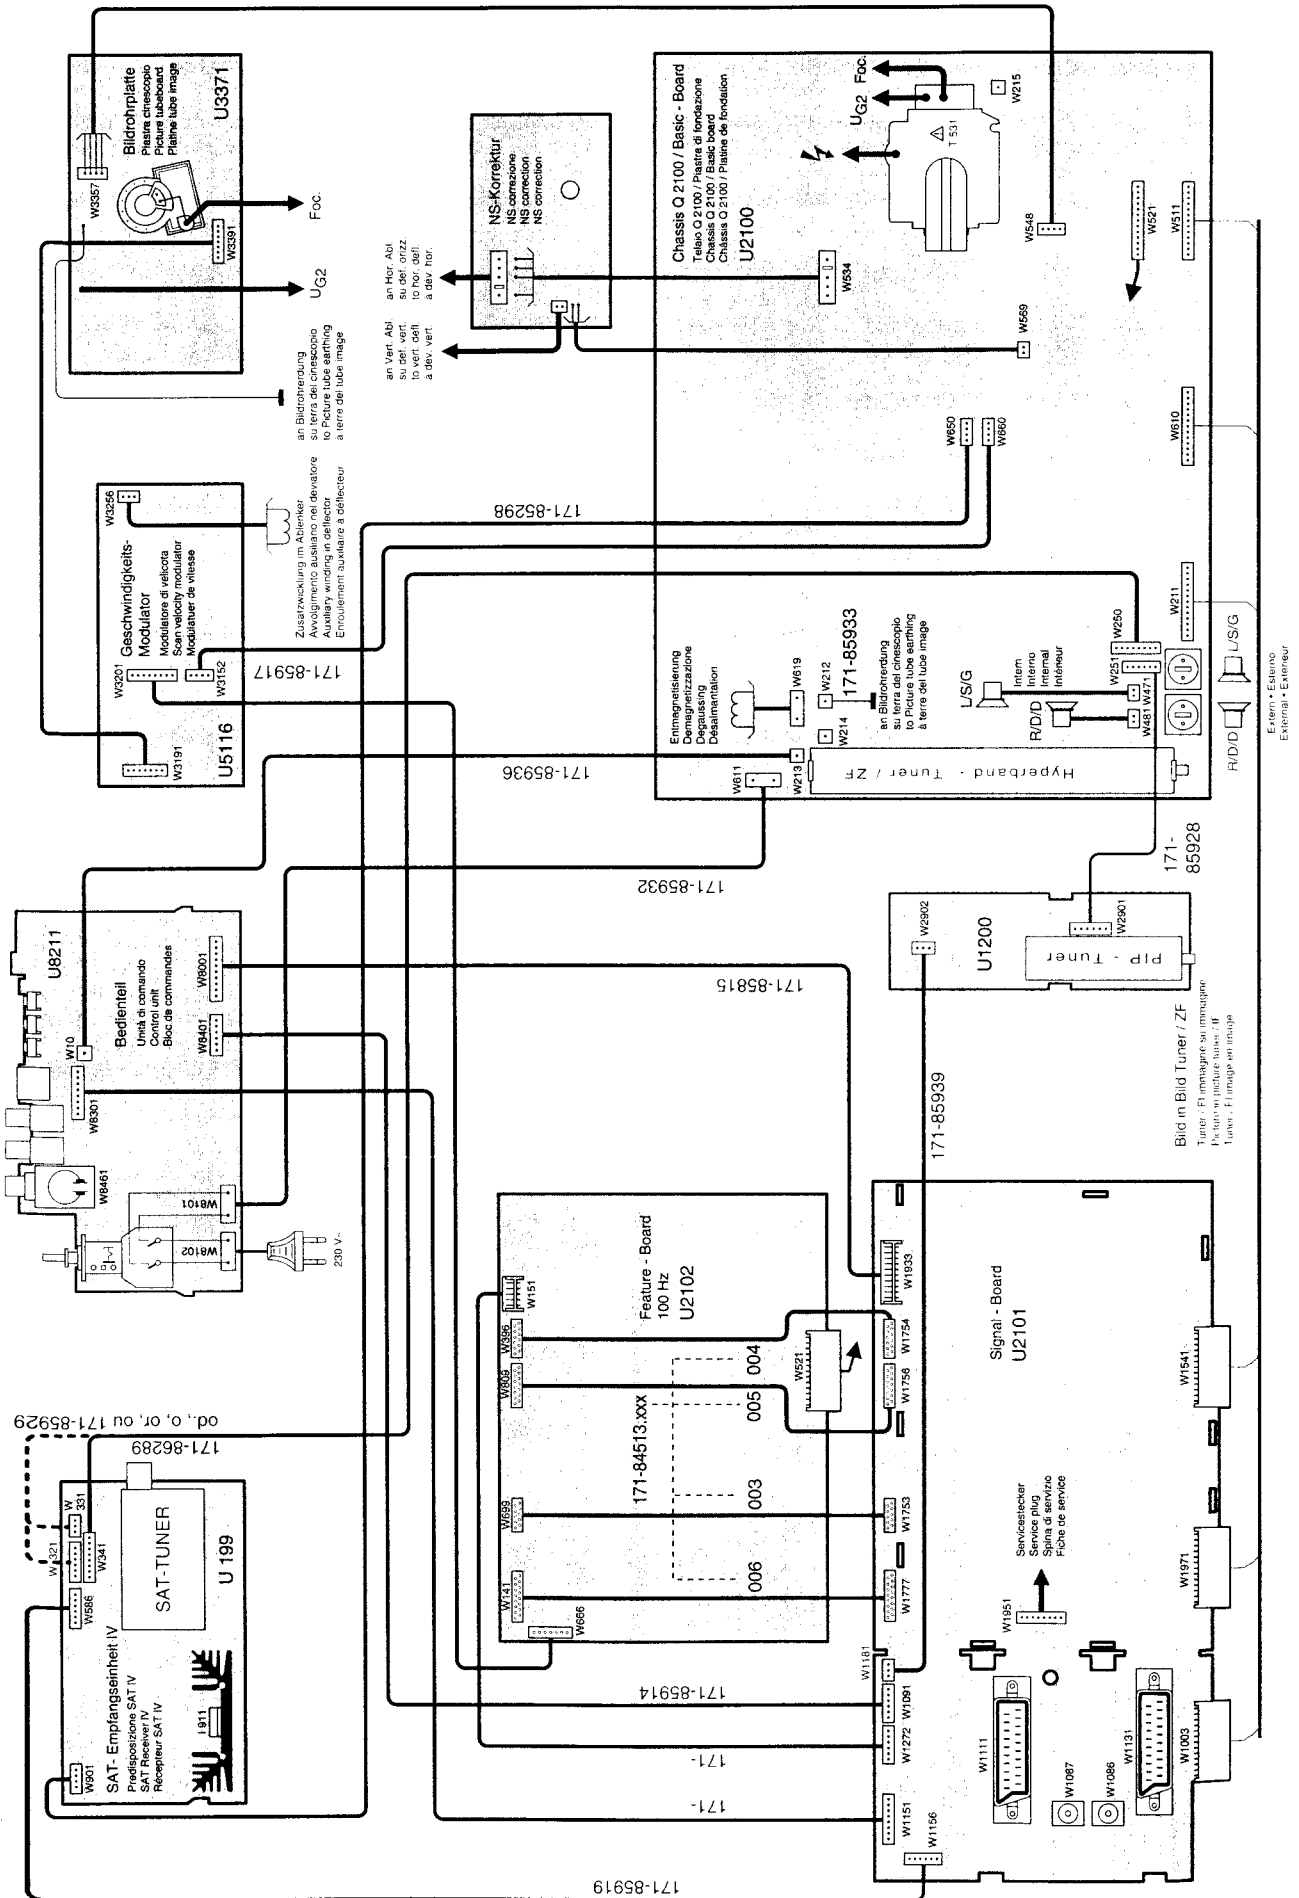 U3371
Bildrohrplatte
Piastra cinescopio
Picture tubeboard
Platine tube image
W3357
W3391
Foc.
UG2
an Bildrohrerdung
su terra del cinescopio
to Picture tube earthing
à terre del tube image
W3256
Geschwindigkeits-
Modulator
Modulatore di velicota
Scan velocity modulator
Modulatuer de vitesse
W3201
W3152
W3191
U5116
Zusatzwicklung im Ablenker
Avvolgimento ausiliario nel deviatore
Auxiliary winding in deflector
Enroulement auxiliaire à déflecteur
171-85917
171-85298
NS-Korrektur
NS correzione
NS correction
NS correction
an Hor. Abl.
su def. orizz.
to hor. defl.
à dev. hor.
an Vert. Abl.
su def. vert.
to vert. defl.
à dev. vert.
Chassis Q 2100 / Basic - Board
Telaio Q 2100 / Piastra di fondazione
Chassis Q 2100 / Basic board
Châssis Q 2100 / Platine de fondation
U2100
UG2
Foc.
T 531
W215
W534
W548
W569
W521
W511
W610
W650
W660
W211
W250
W251
W471
W481
Entmagnetisierung
Demagnetizzazione
Degaussing
Désaimantation
W619
W212
W214
W213
W611
171-85933
an Bildrohrerdung
su terra del cinescopio
to Picture tube earthing
à terre del tube image
L/S/G
R/D/D
Intern
Interno
Internal
Intérieur
Hyperband - Tuner / ZF
R/D/D
L/S/G
Extern • Esterno
External • Exterieur
171-85936
171-85932
U8211
Bedienteil
Unità di comando
Control unit
Bloc de commandes
W10
W8301
W8401
W8001
W8461
W8101
W8102
230 V~
171-85815
171-85939
171-
85928
W2902
U1200
PIP - Tuner
W2901
Bild in Bild Tuner / ZF
od., o, or, ou 171-85929
171-86289
W321
W
331
W341
W586
SAT-TUNER
U 199
SAT- Empfangseinheit IV
Predisposizione SAT IV
SAT Receiver IV
Récepteur SAT IV
I 911
W901
Feature - Board
100 Hz
U2102
W151
W396
W809
W699
W141
W666
W521
171-84513.xxx
006
003
005
004
171-85914
171-
171-
171-85919
Signal - Board
U2101
W1933
W1754
W1756
W1753
W1777
W1181
W1091
W1272
W1151
W1156
W1951
Servicestecker
Service plug
Spina di servizio
Fiche de service
W1111
W1131
W1087
W1086
W1003
W1971
W1541